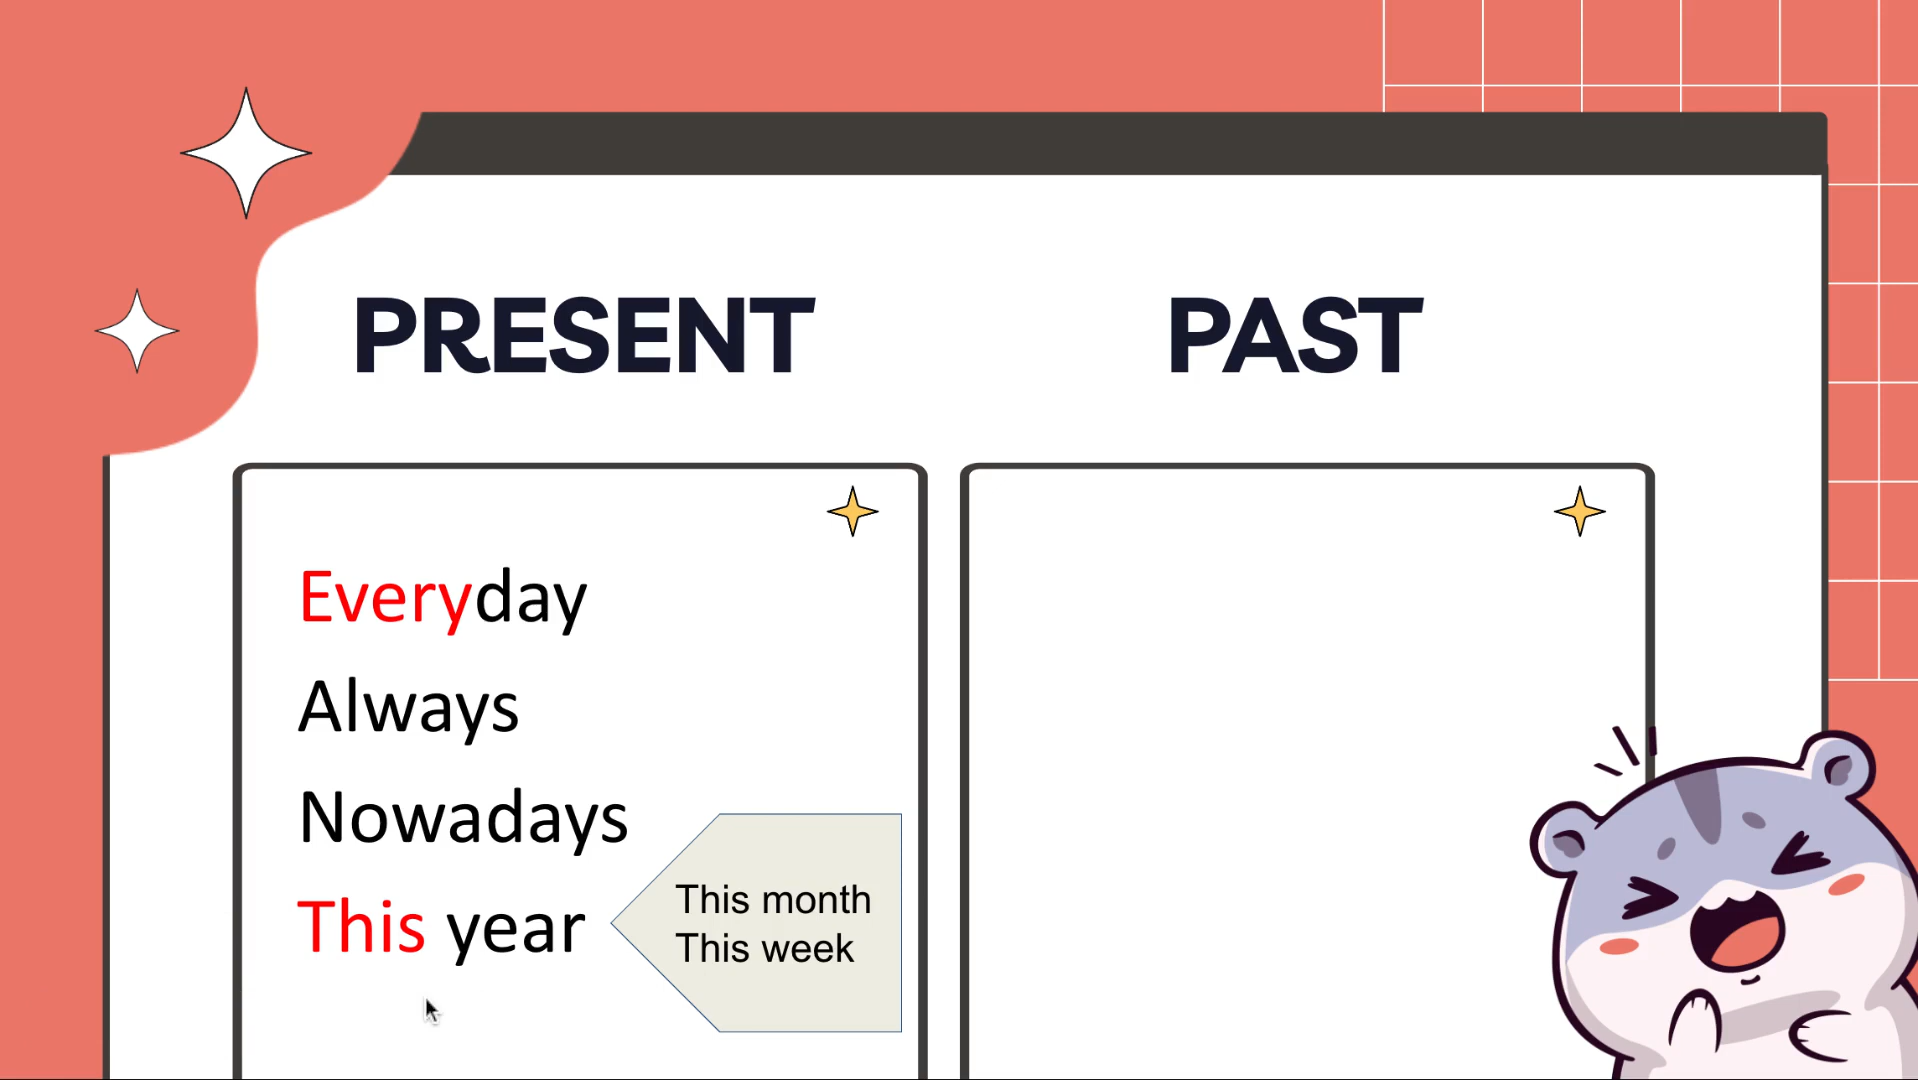 PRESENT
PAST
Everyday
Always
Nowadays
This year
This month
This week